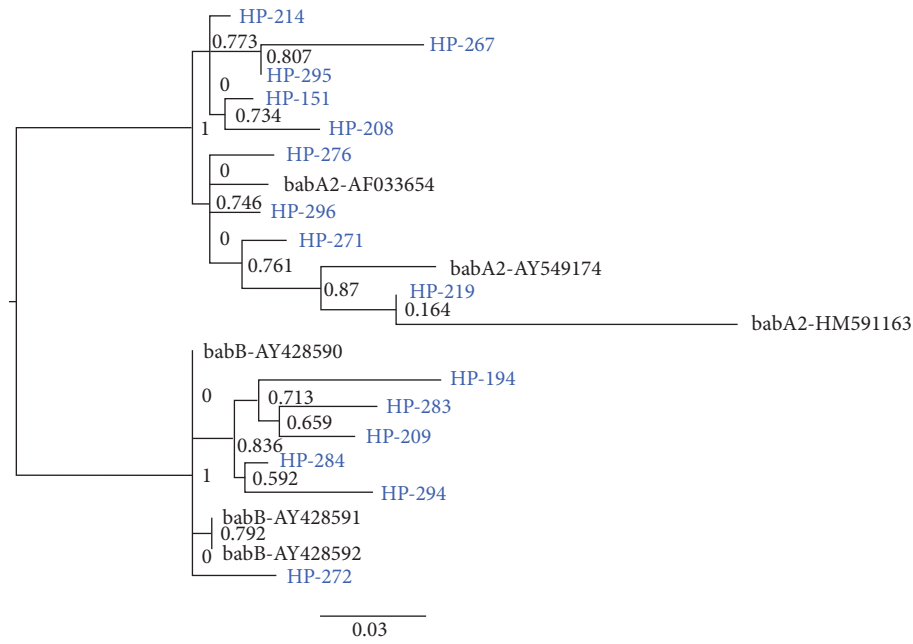 HP-214
0.773
HP-267
0.807
HP-295
0
HP-151
0.734
1
HP-208
HP-276
0
babA2-AF033654
0.746
HP-296
0
HP-271
0.761
babA2-AY549174
0.87
HP-219
0.164
babA2-HM591163
babB-AY428590
HP-194
0
0.713
HP-283
0.659
HP-209
0.836
HP-284
1
0.592
HP-294
babB-AY428591
0.792
0
babB-AY428592
HP-272
0.03